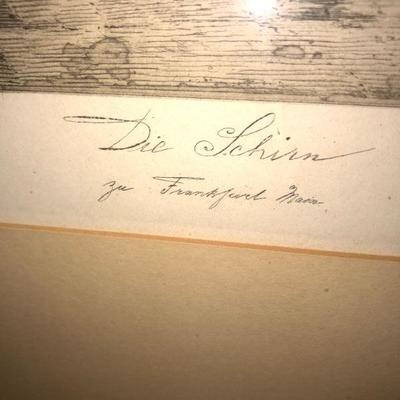 Die Schirn
zu Frankfurt Main